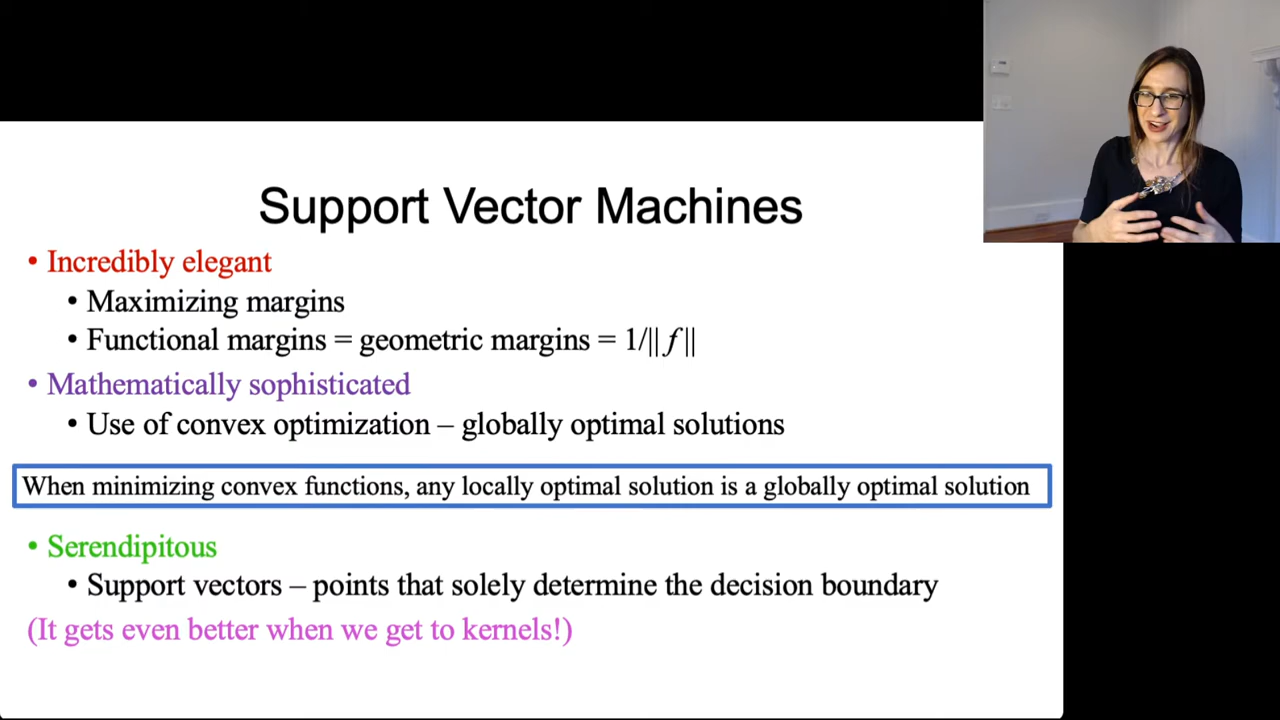 Support Vector Machines
• Incredibly elegant
• Maximizing margins
• Functional margins = geometric margins = 1/|| f ||
• Mathematically sophisticated
• Use of convex optimization – globally optimal solutions
When minimizing convex functions, any locally optimal solution is a globally optimal solution
• Serendipitous
• Support vectors – points that solely determine the decision boundary
(It gets even better when we get to kernels!)